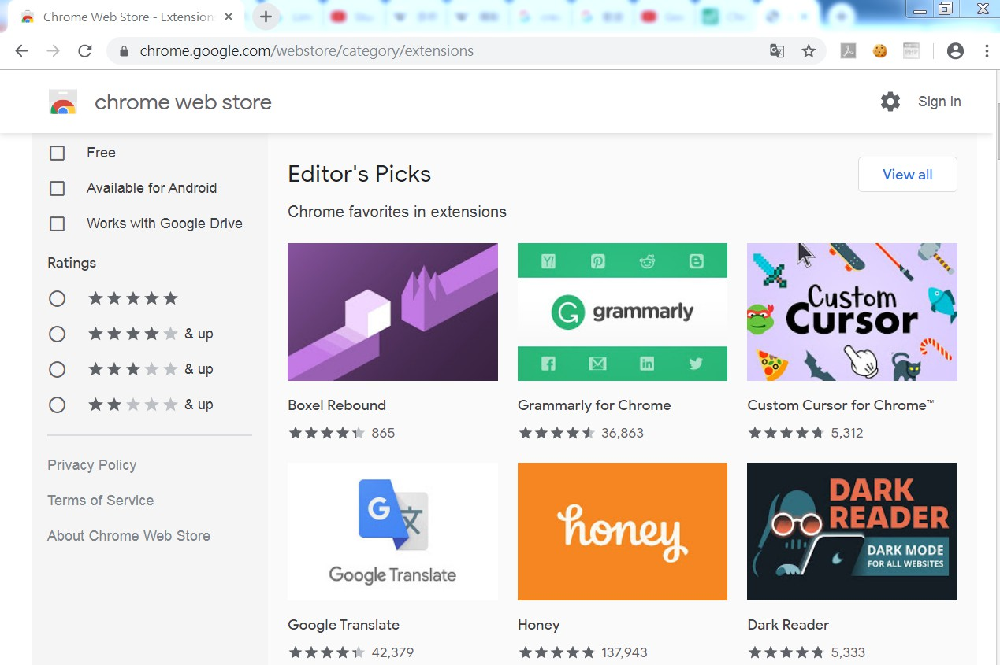 Chrome Web Store - Extension
chrome.google.com/webstore/category/extensions
chrome web store
Sign in
Free
Available for Android
Works with Google Drive
Ratings
& up
& up
& up
Privacy Policy
Terms of Service
About Chrome Web Store
Editor's Picks
View all
Chrome favorites in extensions
grammarly
Custom
Cursor
Boxel Rebound
865
Grammarly for Chrome
36,863
Custom Cursor for Chrome™
5,312
Google Translate
honey
DARK
READER
DARK MODE
FOR ALL WEBSITES
Google Translate
42,379
Honey
137,943
Dark Reader
5,333